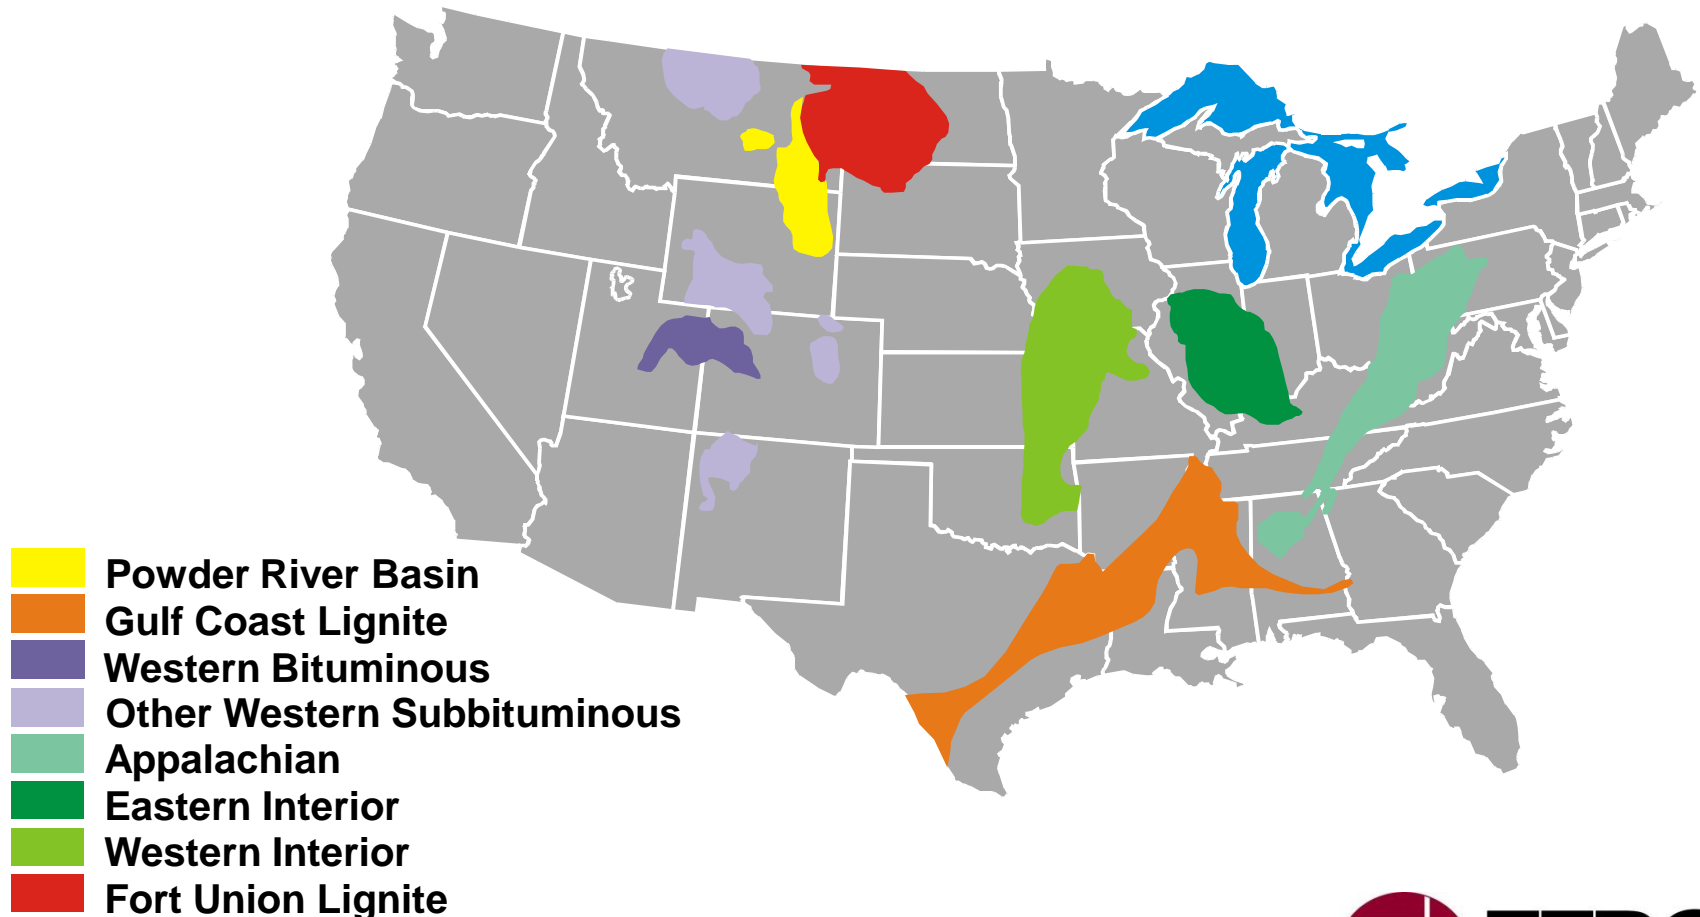 Powder River Basin
Gulf Coast Lignite
Western Bituminous
Other Western Subbituminous
Appalachian
Eastern Interior
Western Interior
Fort Union Lignite